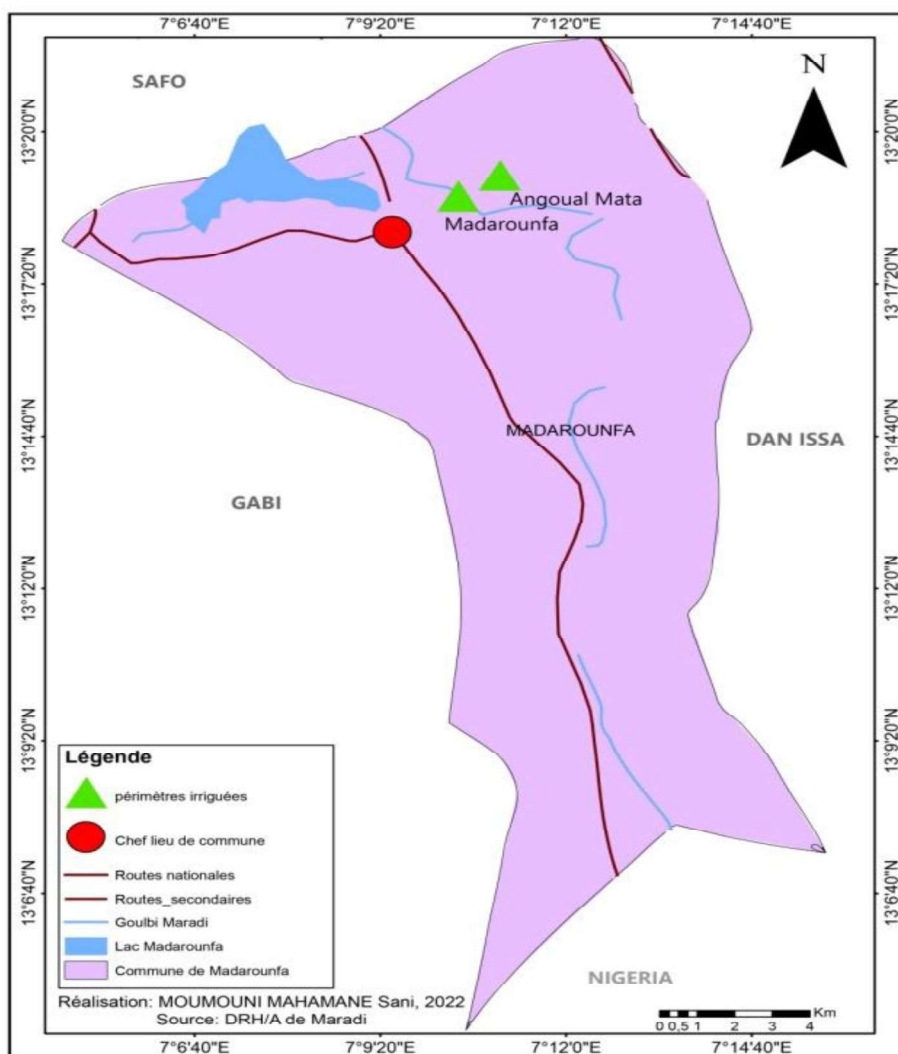 7°6'40"E 7°9'20"E 7°12'0"E 7°14'40"E
SAFO
N
13°20'0"N 13°20'0"N
Angoual Mata
Madarounfa
13°17'20"N 13°17'20"N
13°14'40"N 13°14'40"N
MADAROUNFA
DAN ISSA
GABI
13°12'0"N 13°12'0"N
13°9'20"N 13°9'20"N
Légende
périmètres irriguées
Chef lieu de commune
Routes nationales
Routes_secondaires
Goulbi Maradi
Lac Madarounfa
Commune de Madarounfa
13°6'40"N 13°6'40"N
NIGERIA
Réalisation: MOUMOUNI MAHAMANE Sani, 2022
Source: DRH/A de Maradi
Km
0 0,5 1 2 3 4
7°6'40"E 7°9'20"E 7°12'0"E 7°14'40"E